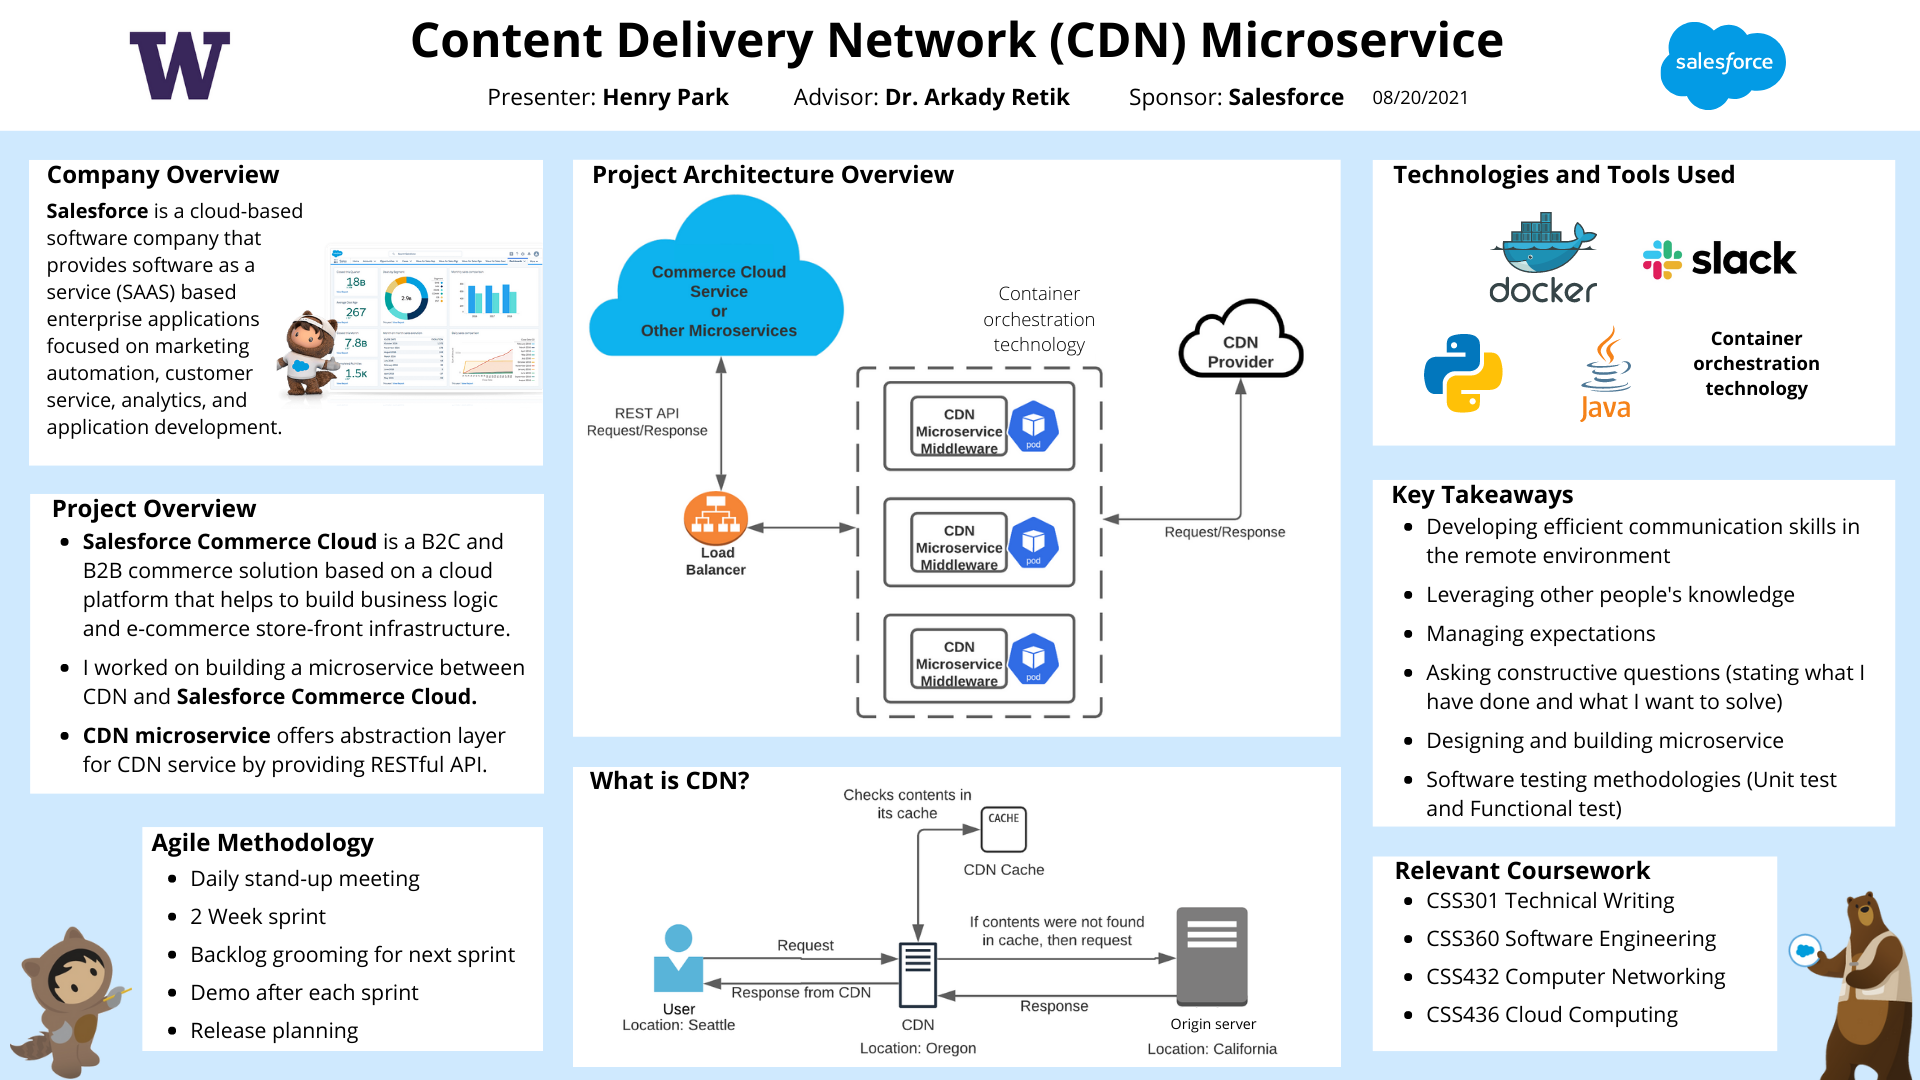 W
Content Delivery Network (CDN) Microservice
Presenter: Henry Park Advisor: Dr. Arkady Retik Sponsor: Salesforce 08/20/2021
salesforce
Company Overview
Salesforce is a cloud-based
software company that
provides software as a
service (SAAS) based
enterprise applications
focused on marketing
automation, customer
service, analytics, and
application development.
18B
267
7.8B
1.5K
2.9k
Project Overview
• Salesforce Commerce Cloud is a B2C and
B2B commerce solution based on a cloud
platform that helps to build business logic
and e-commerce store-front infrastructure.
• I worked on building a microservice between
CDN and Salesforce Commerce Cloud.
• CDN microservice offers abstraction layer
for CDN service by providing RESTful API.
Agile Methodology
• Daily stand-up meeting
• 2 Week sprint
• Backlog grooming for next sprint
• Demo after each sprint
• Release planning
Project Architecture Overview
Commerce Cloud
Service
or
Other Microservices
REST API
Request/Response
Load
Balancer
Container
orchestration
technology
CDN
Microservice
Middleware
pod
CDN
Microservice
Middleware
pod
CDN
Microservice
Middleware
pod
CDN
Provider
Request/Response
What is CDN?
Checks contents in
its cache
CACHE
CDN Cache
If contents were not found
in cache, then request
Request
Response from CDN
Response
User
Location: Seattle
CDN
Location: Oregon
Origin server
Location: California
Technologies and Tools Used
docker
slack
Java
Container
orchestration
technology
Key Takeaways
• Developing efficient communication skills in
the remote environment
• Leveraging other people's knowledge
• Managing expectations
• Asking constructive questions (stating what I
have done and what I want to solve)
• Designing and building microservice
• Software testing methodologies (Unit test
and Functional test)
Relevant Coursework
• CSS301 Technical Writing
• CSS360 Software Engineering
• CSS432 Computer Networking
• CSS436 Cloud Computing